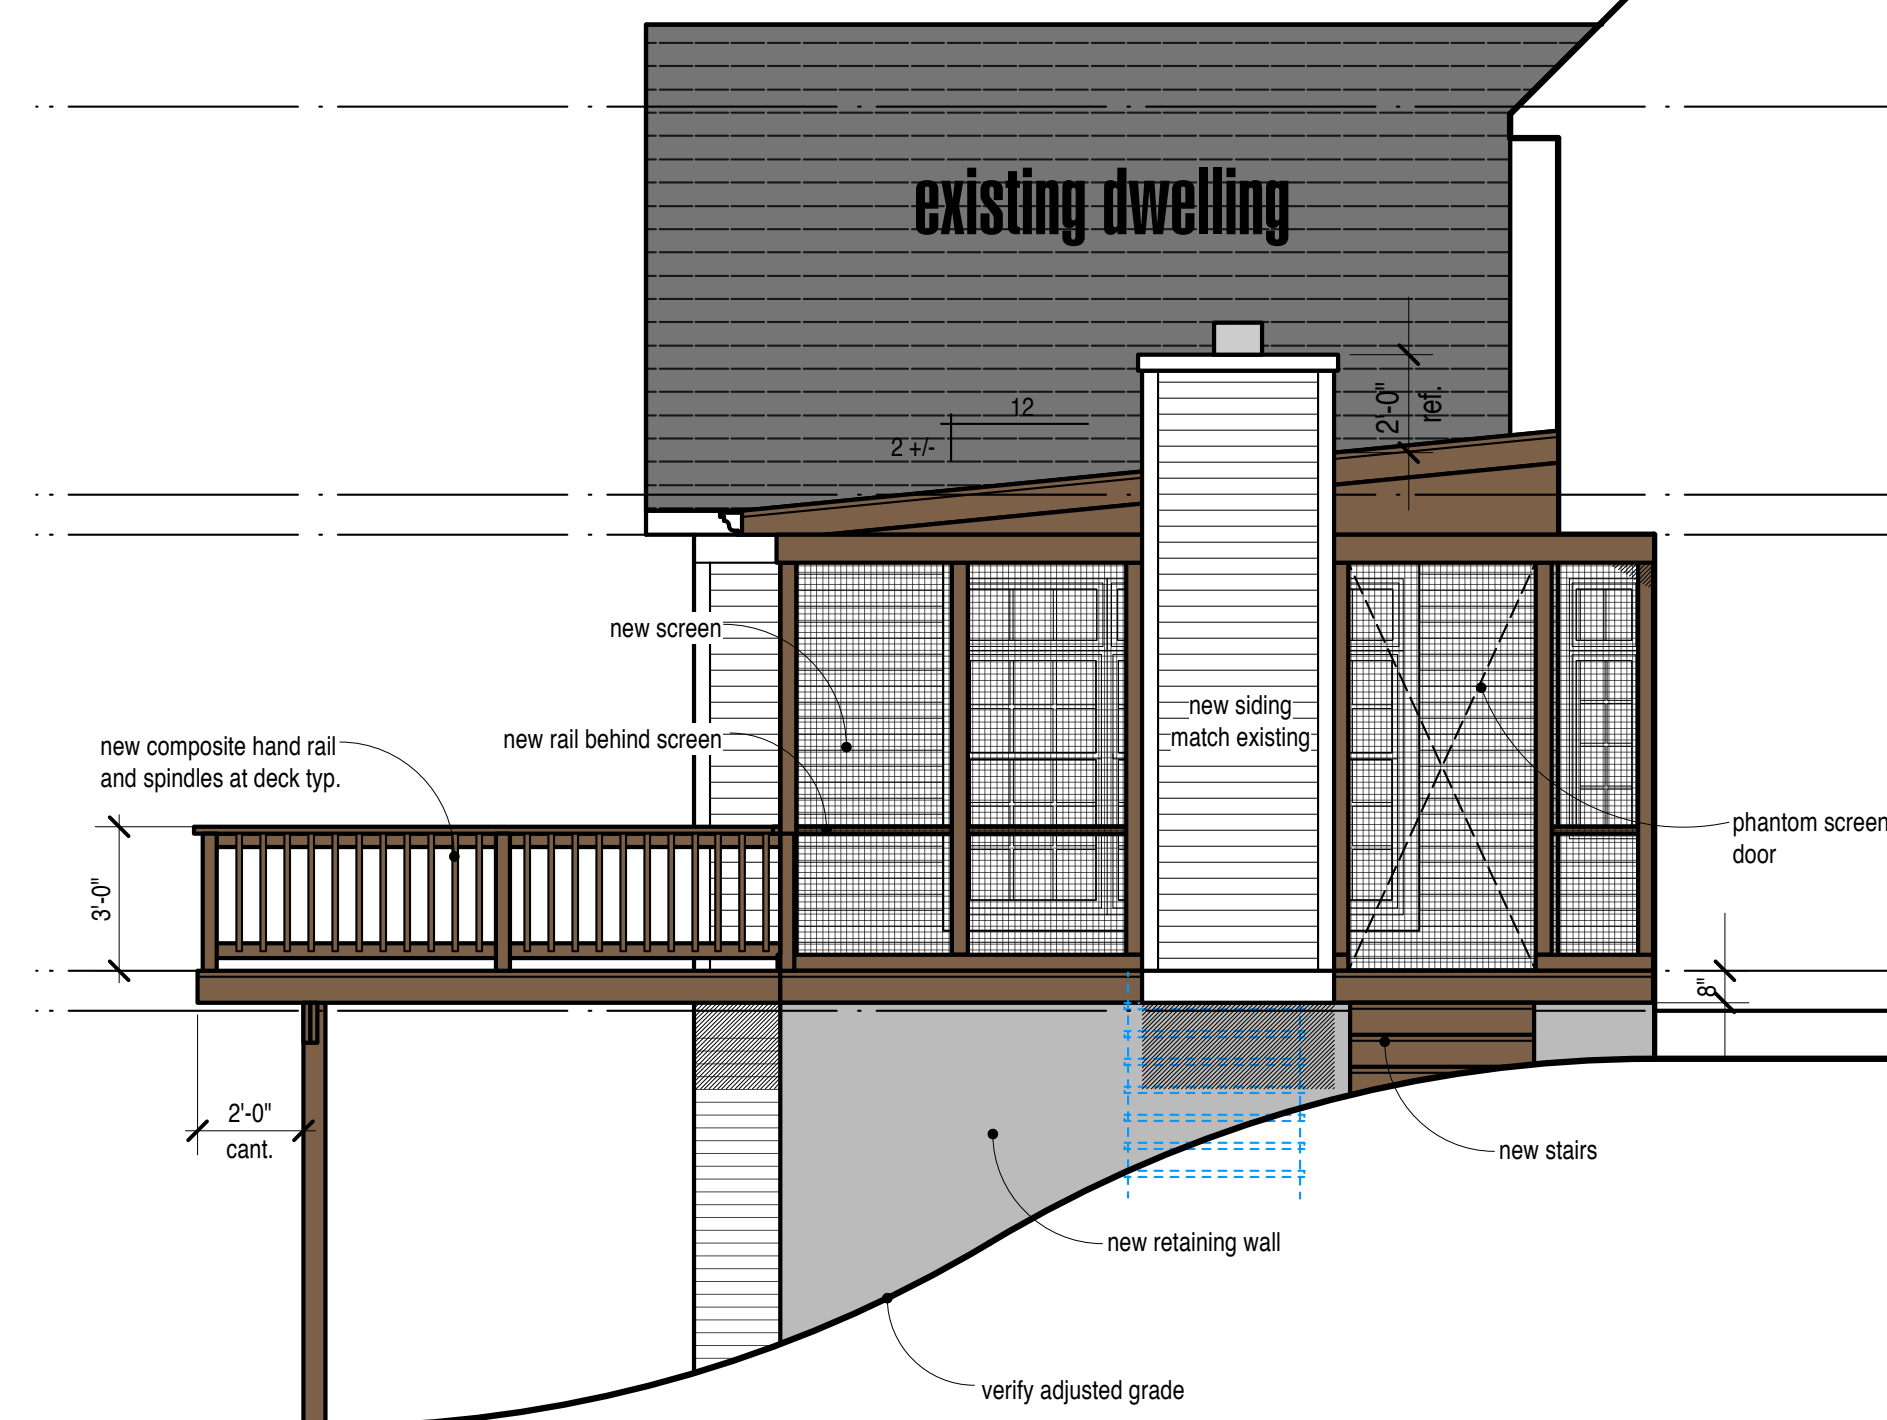 existing dwelling
12
2 +/-
2'-0"
ref.
new screen
new siding
match existing
new rail behind screen
new composite hand rail
and spindles at deck typ.
phantom screen
door
3'-0"
8"
2'-0"
cant.
new stairs
new retaining wall
verify adjusted grade